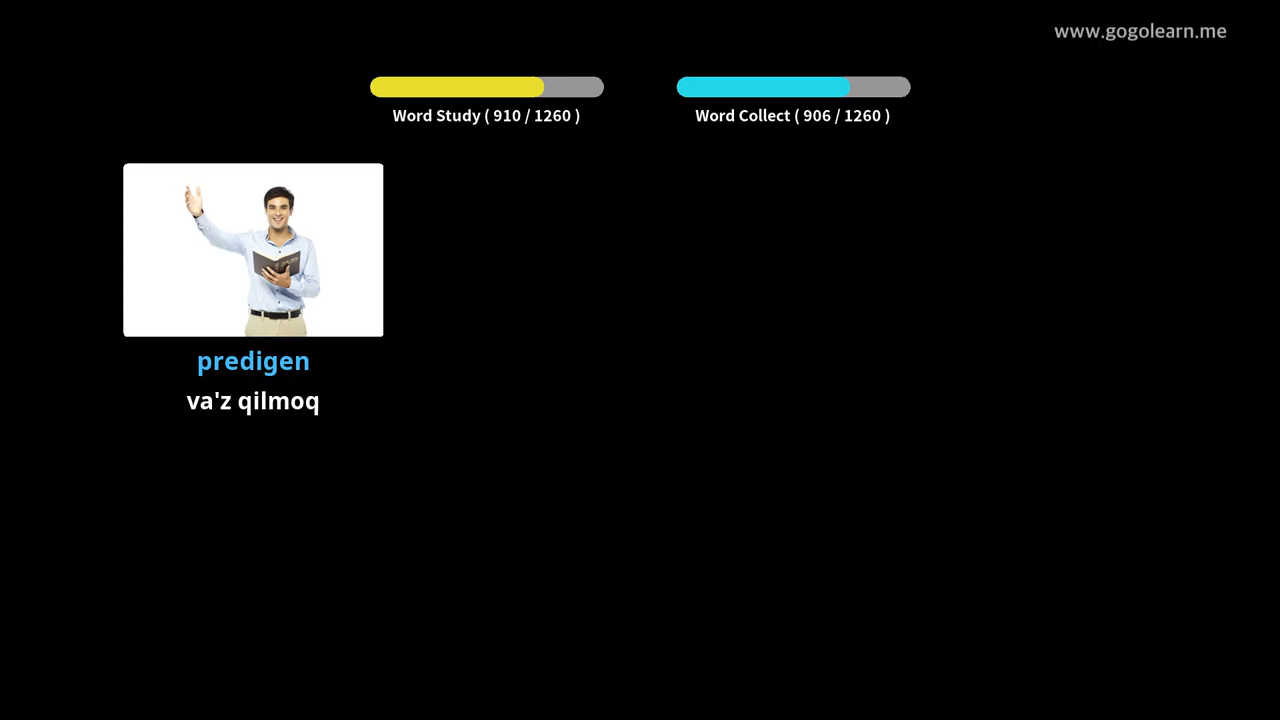 www.gogolearn.me
Word Study ( 910 / 1260 )
Word Collect ( 906 / 1260 )
predigen
va'z qilmoq